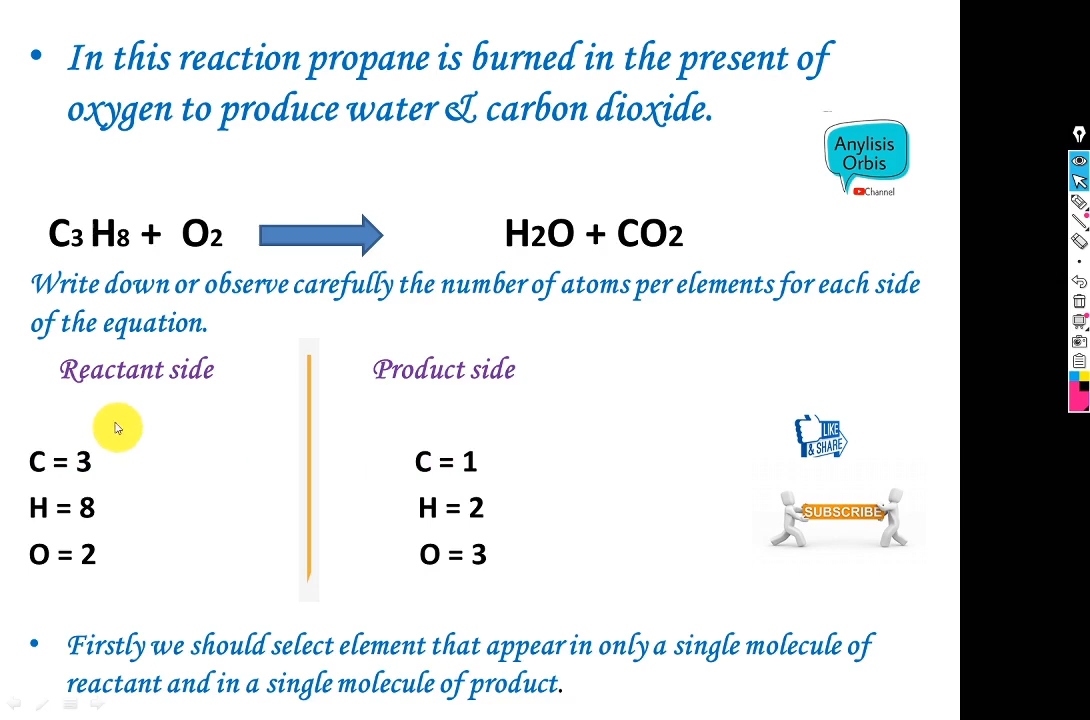 • In this reaction propane is burned in the present of
oxygen to produce water & carbon dioxide.
Anylisis
Orbis
Channel
C3 H8 + O2 H2O + CO2
Write down or observe carefully the number of atoms per elements for each side
of the equation.
Reactant side Product side
C = 3 C = 1
H = 8 H = 2
O = 2 O = 3
LIKE
& SHARE
SUBSCRIBE
• Firstly we should select element that appear in only a single molecule of
reactant and in a single molecule of product.